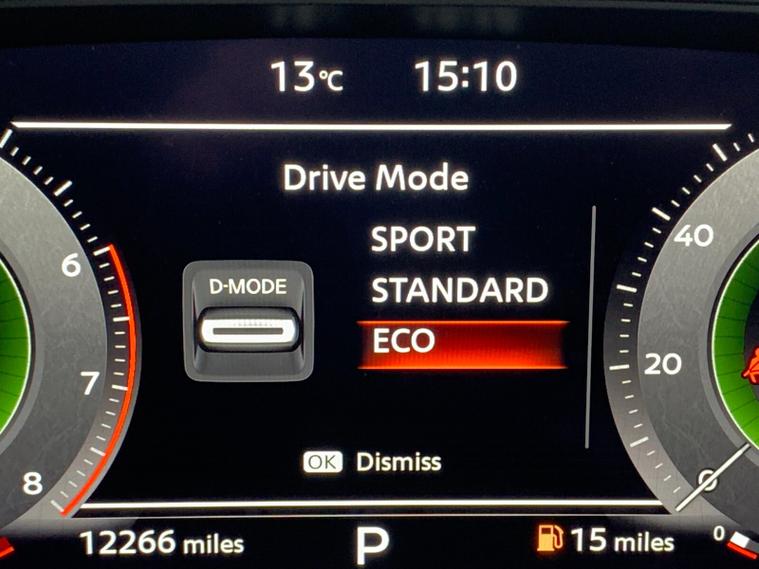 13°C 15:10
Drive Mode
SPORT
40
6
D-MODE
STANDARD
ECO
20
7
OK Dismiss
8
0
12266 miles P 15 miles 0